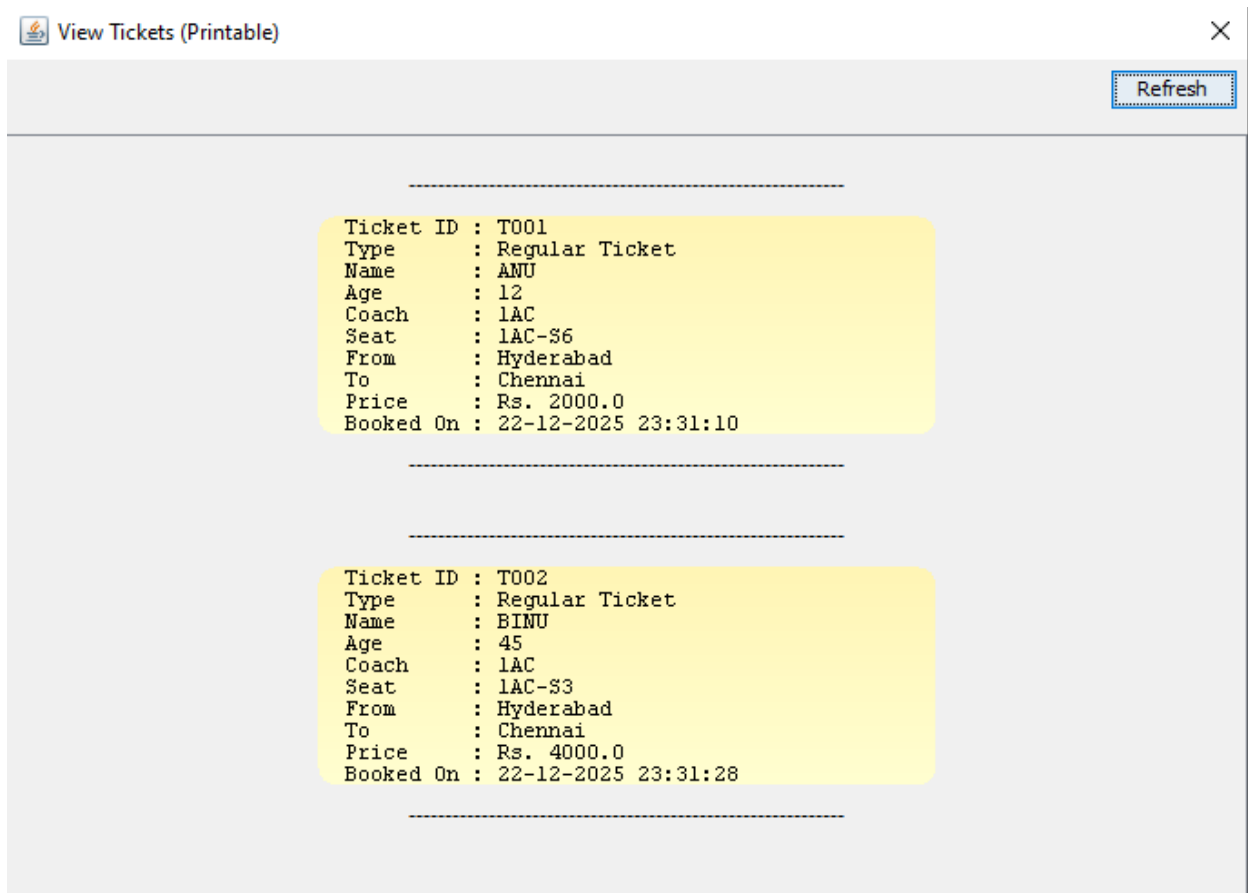 View Tickets (Printable)
Refresh
------------------------------------------------------------
Ticket ID : T001
Type      : Regular Ticket
Name      : ANU
Age       : 12
Coach     : 1AC
Seat      : 1AC-S6
From      : Hyderabad
To        : Chennai
Price     : Rs. 2000.0
Booked On : 22-12-2025 23:31:10
------------------------------------------------------------
------------------------------------------------------------
Ticket ID : T002
Type      : Regular Ticket
Name      : BINU
Age       : 45
Coach     : 1AC
Seat      : 1AC-S3
From      : Hyderabad
To        : Chennai
Price     : Rs. 4000.0
Booked On : 22-12-2025 23:31:28
------------------------------------------------------------